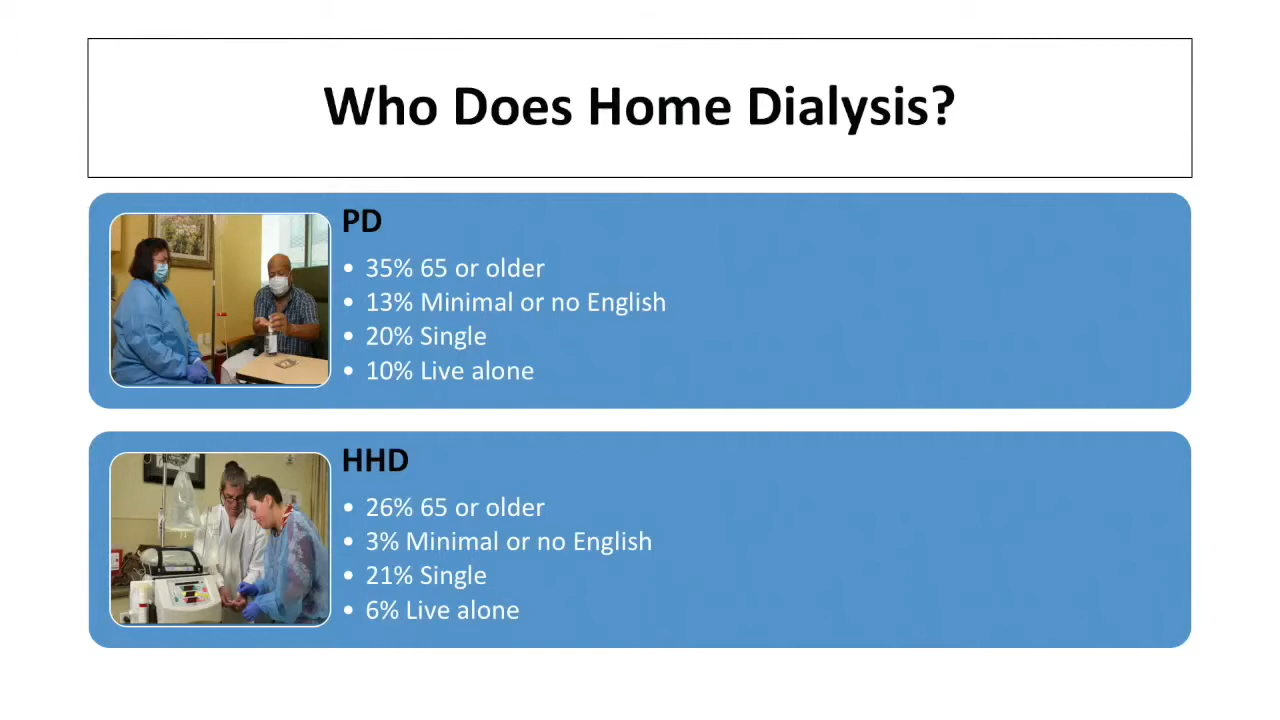 Who Does Home Dialysis?
PD
• 35% 65 or older
• 13% Minimal or no English
• 20% Single
• 10% Live alone
HHD
• 26% 65 or older
• 3% Minimal or no English
• 21% Single
• 6% Live alone